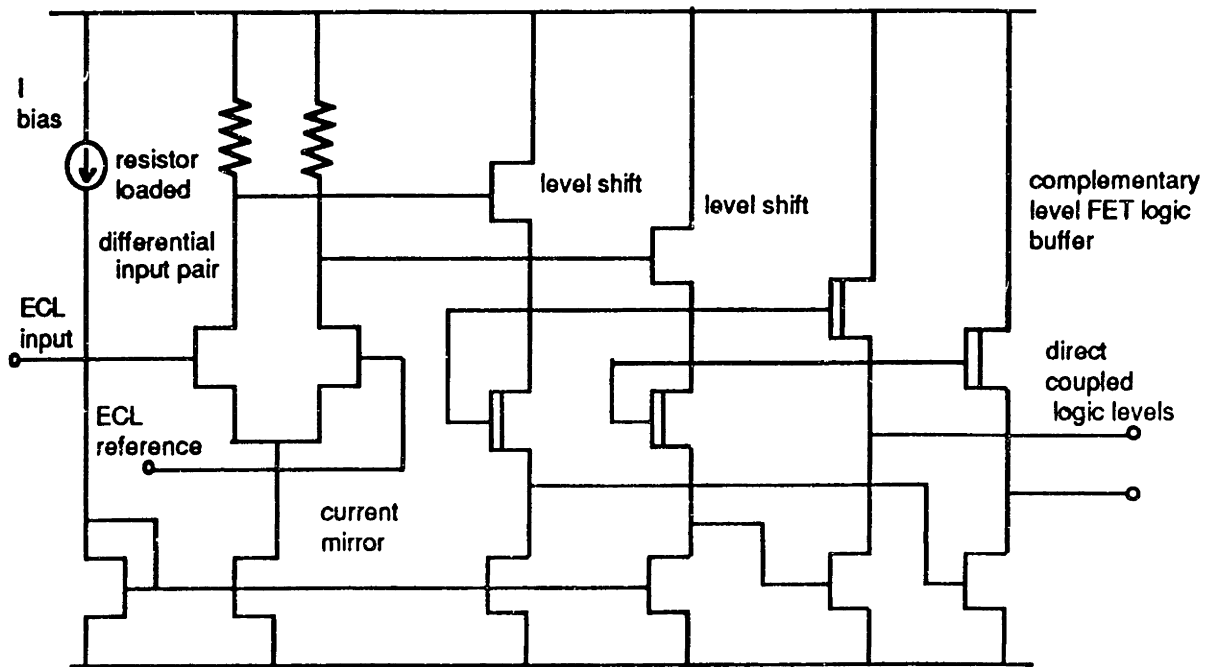 I
bias
resistor
loaded
differential
input pair
ECL
input
ECL
reference
current
mirror
level shift
level shift
complementary
level FET logic
buffer
direct
coupled
logic levels